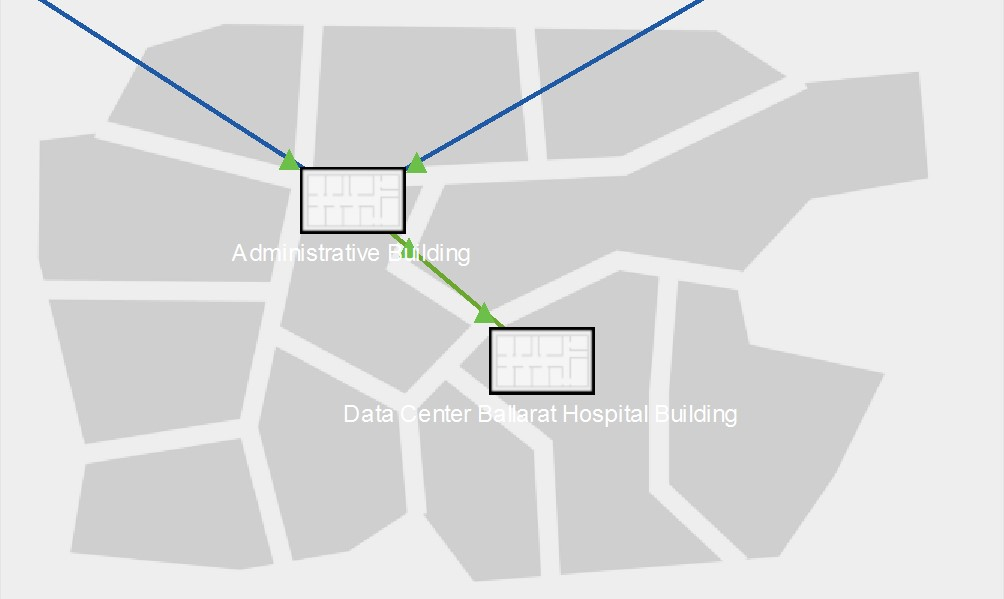 Administrative Building
Data Center Ballarat Hospital Building